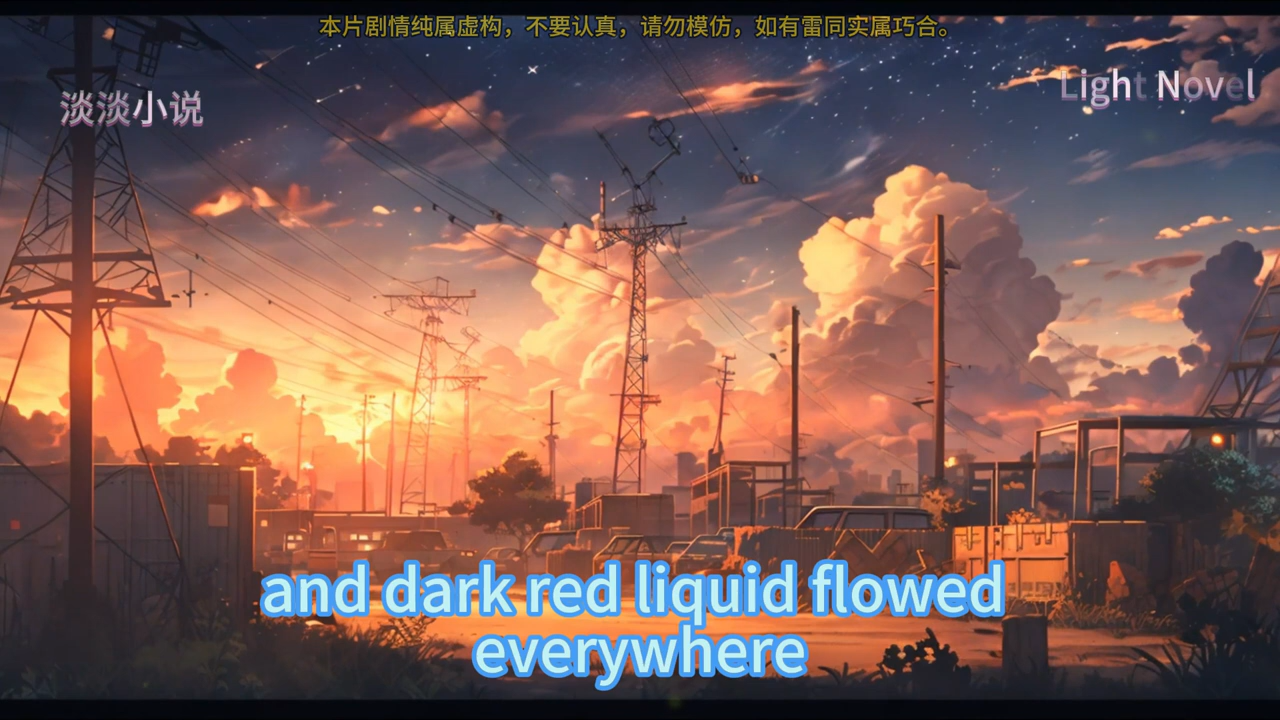 本片剧情纯属虚构，不要认真，请勿模仿，如有雷同实属巧合。
淡淡小说
Light Novel
and dark red liquid flowed
everywhere